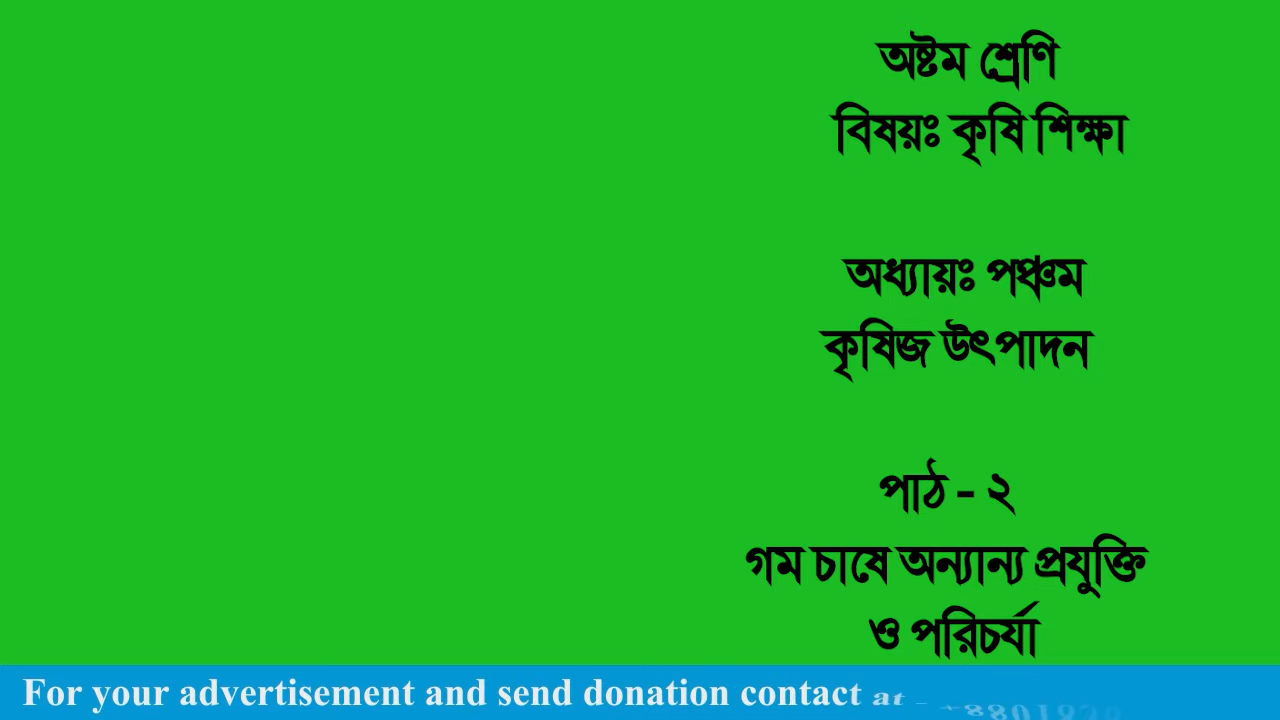 অষ্টম শ্রেণি
বিষয়ঃ কৃষি শিক্ষা
অধ্যায়ঃ পঞ্চম
কৃষিজ উৎপাদন
পাঠ - ২
গম চাষে অন্যান্য প্রযুক্তি
ও পরিচর্যা
For your advertisement and send donation contact at -